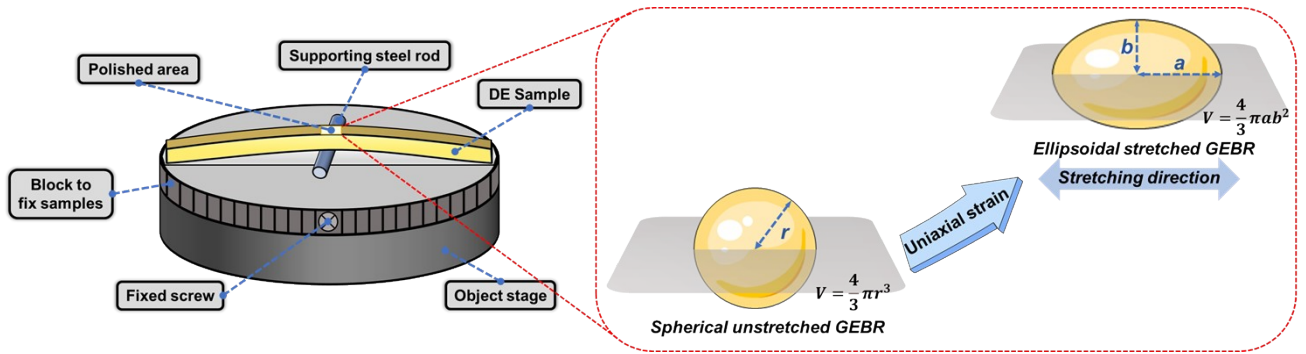 Supporting steel rod
Polished area
DE Sample
Block to
fix samples
Fixed screw
Object stage
r
V = 4/3 πr³
Spherical unstretched GEBR
Uniaxial strain
b
a
V = 4/3 πab²
Ellipsoidal stretched GEBR
Stretching direction